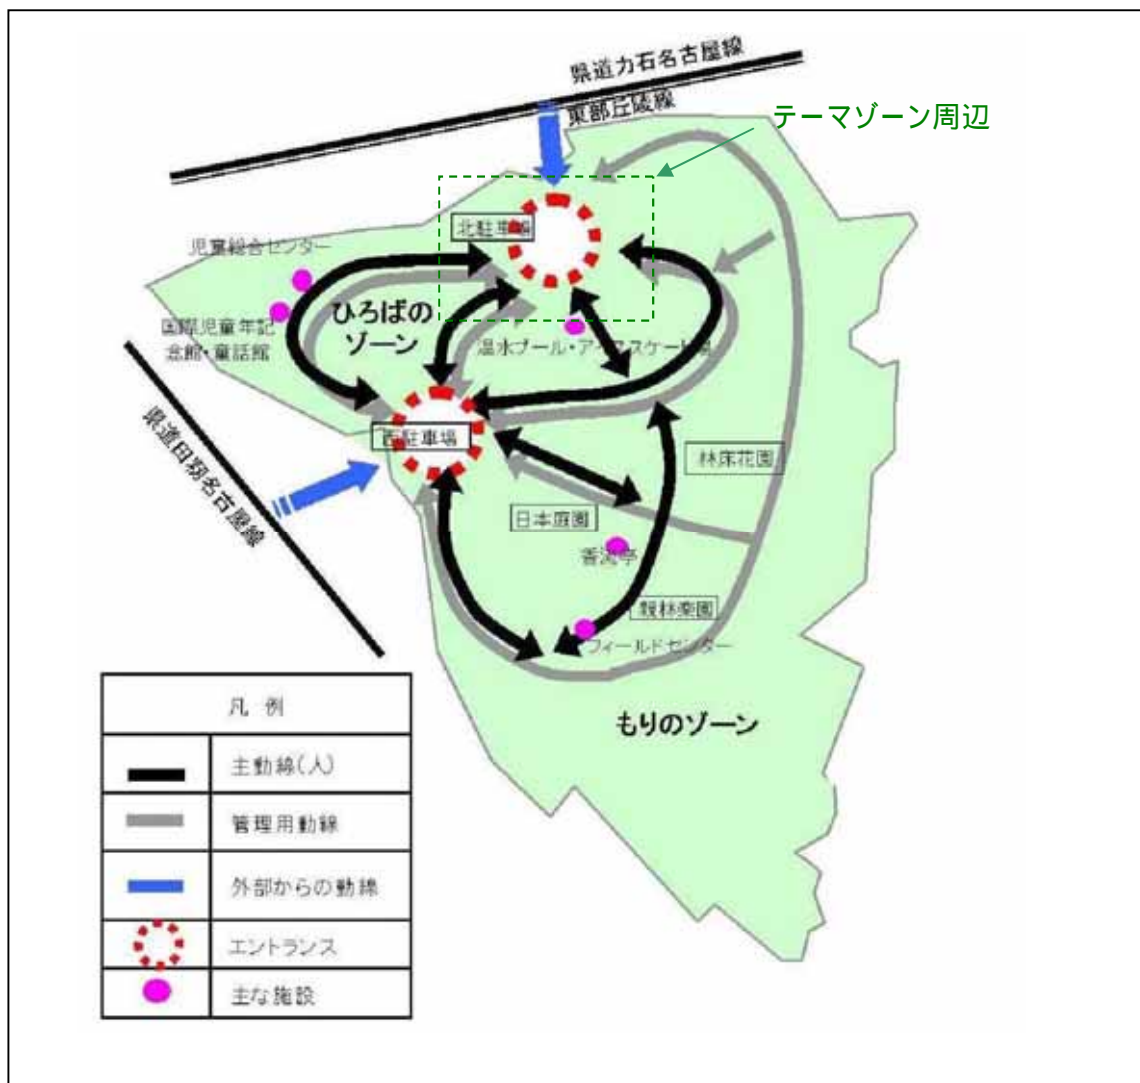 県道力石名古屋線
東部丘陵線
テーマゾーン周辺
北駐車場
児童総合センター
ひろばの
ゾーン
国際児童年記
念館・童話館
温水プール・アイススケート場
西駐車場
県道田籾名古屋線
林床花園
日本庭園
香流亭
親林楽園
フィールドセンター
もりのゾーン
凡 例
主動線(人)
管理用動線
外部からの動線
エントランス
主な施設